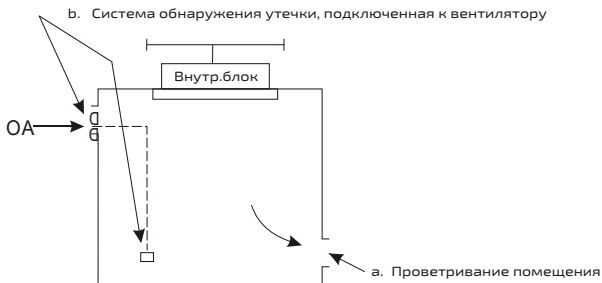 b. Система обнаружения утечки, подключенная к вентилятору
Внутр.блок
OA
a. Проветривание помещения